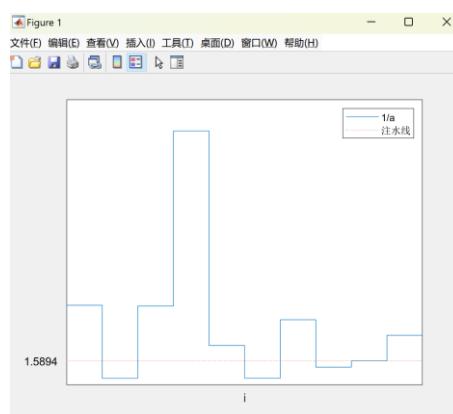 Figure 1
文件(F) 编辑(E) 查看(V) 插入(I) 工具(T) 桌面(D) 窗口(W) 帮助(H)
1/a
注水线
1.5894
i